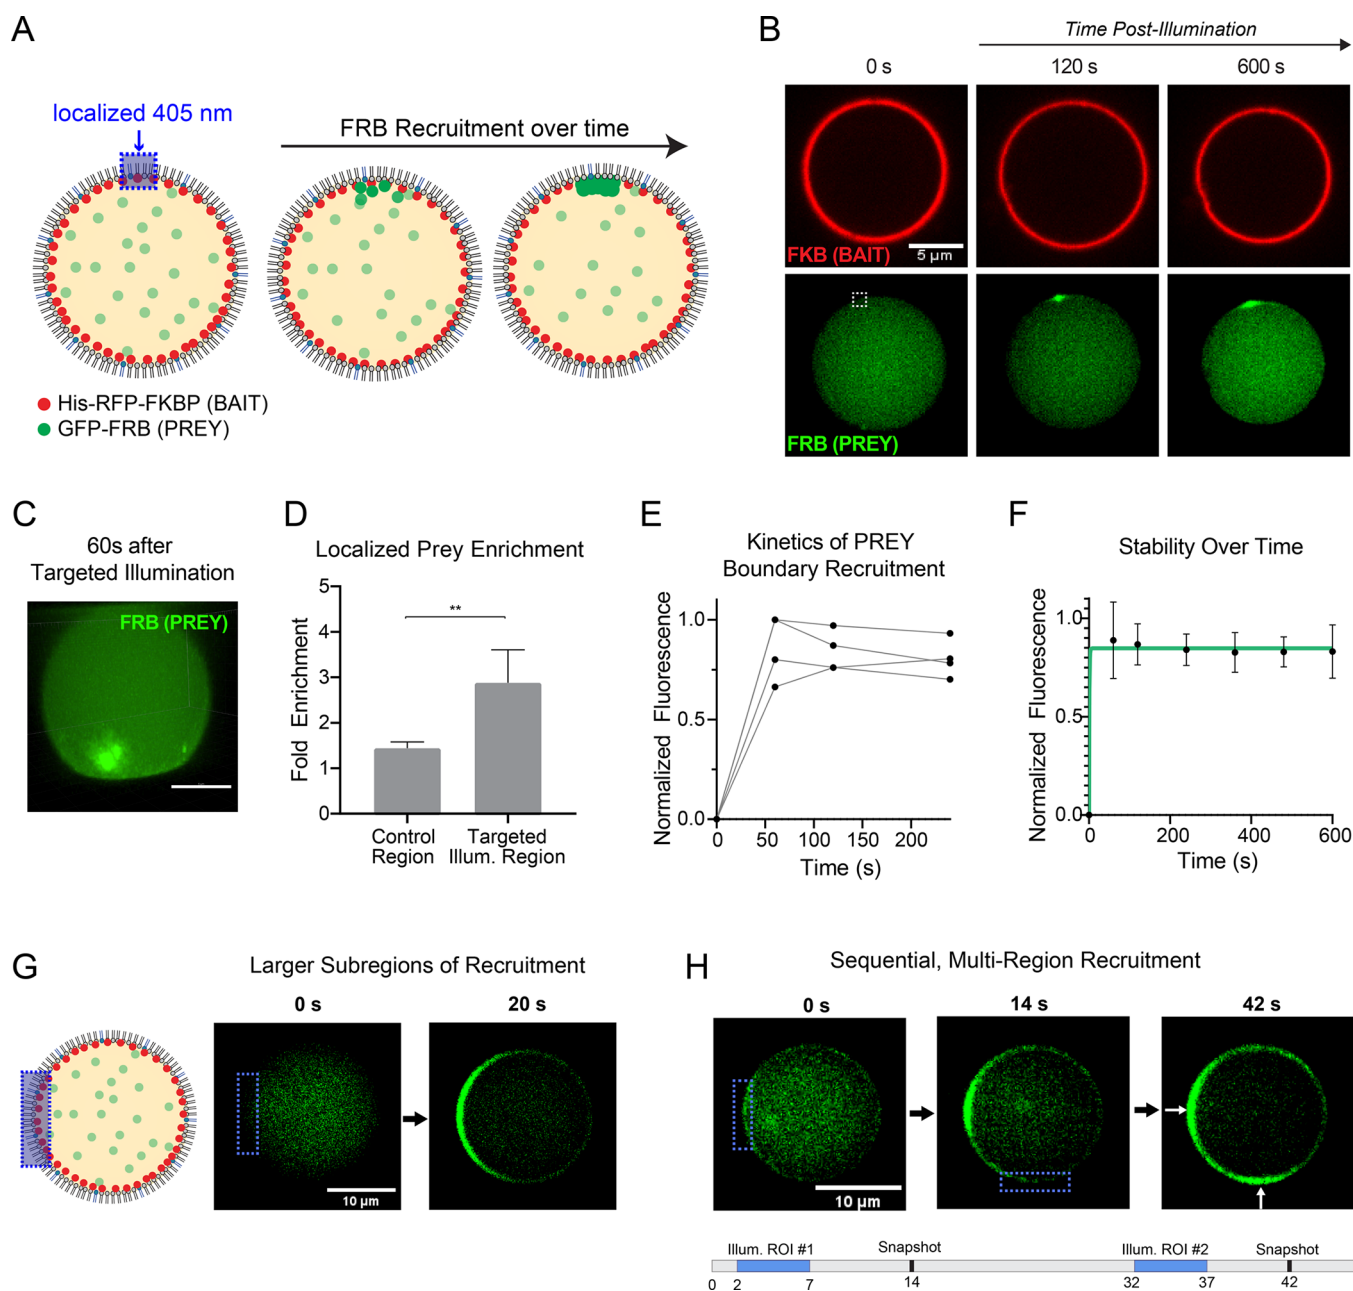 A
localized 405 nm
FRB Recruitment over time
His-RFP-FKBP (BAIT)
GFP-FRB (PREY)
B
Time Post-Illumination
0 s
120 s
600 s
FKB (BAIT)
5 µm
FRB (PREY)
C
60s after
Targeted Illumination
FRB (PREY)
D
Localized Prey Enrichment
**
Fold Enrichment
5
4
3
2
1
0
Control
Region
Targeted
Illum. Region
E
Kinetics of PREY
Boundary Recruitment
Normalized Fluorescence
1.0
0.5
0.0
0 50 100 150 200
Time (s)
F
Stability Over Time
Normalized Fluorescence
1.0
0.5
0.0
0 200 400 600
Time (s)
G
Larger Subregions of Recruitment
0 s
20 s
10 µm
H
Sequential, Multi-Region Recruitment
0 s
14 s
42 s
10 µm
Illum. ROI #1
Snapshot
Illum. ROI #2
Snapshot
0 2 7 14 32 37 42